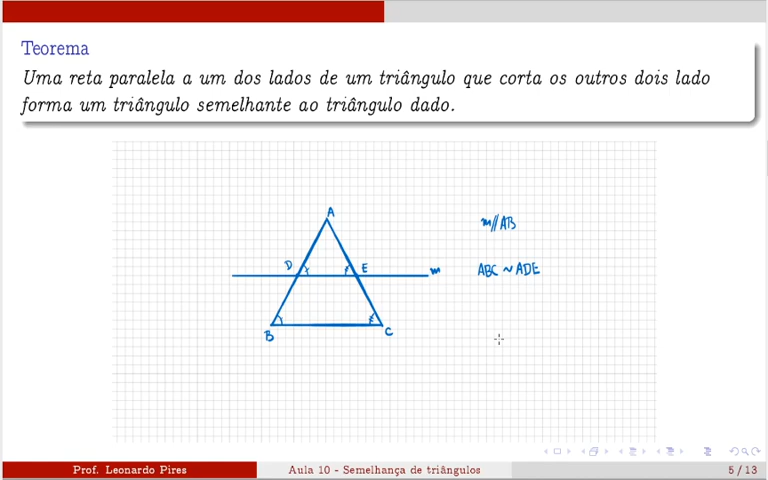 Teorema
Uma reta paralela a um dos lados de um triângulo que corta os outros dois lado
forma um triângulo semelhante ao triângulo dado.
A
m//AB
D
E
m
ABC ~ ADE
B
C
Prof. Leonardo Pires
Aula 10 - Semelhança de triângulos
5 / 13